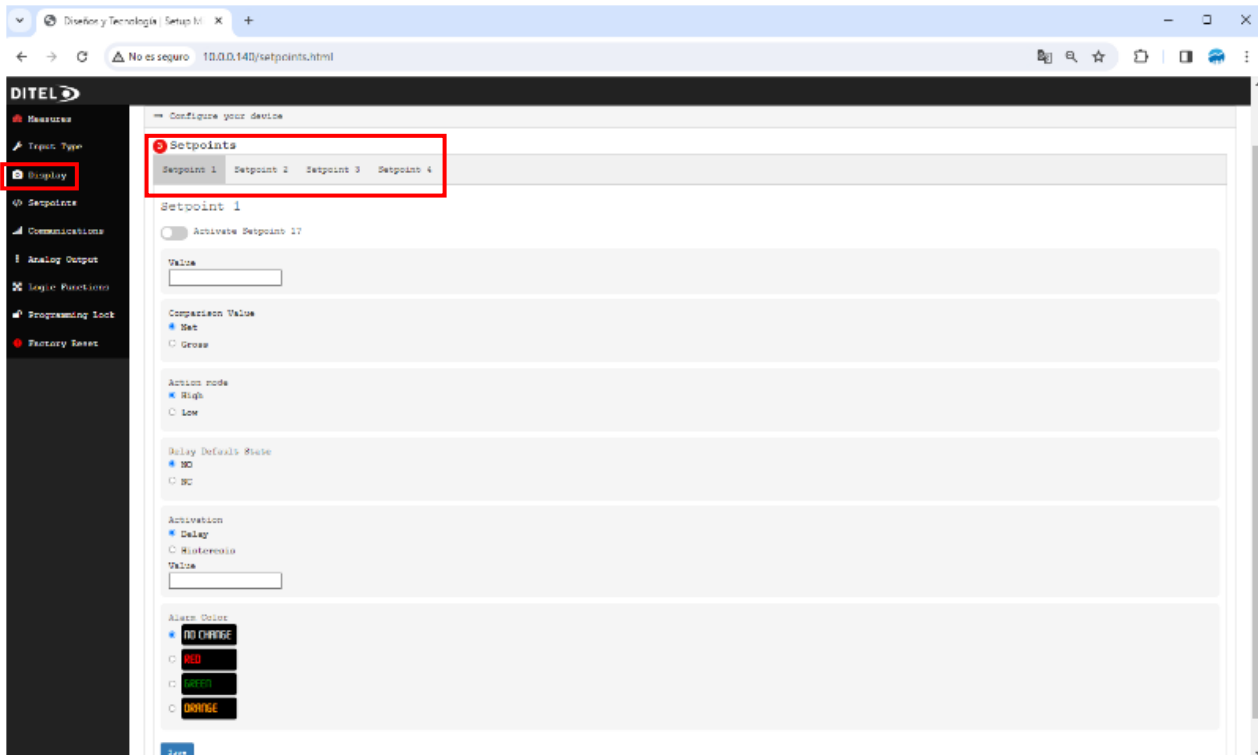 Diseños y Tecnología | Setup M
No es seguro 10.0.0.140/setpoints.html
DITEL
Measures
Input Type
Display
Setpoints
Communications
Analog Output
Logic Functions
Programming Lock
Factory Reset
Configure your device
Setpoints
Setpoint 1 Setpoint 2 Setpoint 3 Setpoint 4
Setpoint 1
Activate Setpoint 1?
Value
Comparison Value
Net
Gross
Action mode
High
Low
Relay Default State
NO
NC
Activation
Delay
Histeresis
Value
Alarm Color
NO CHANGE
RED
GREEN
ORANGE
Save